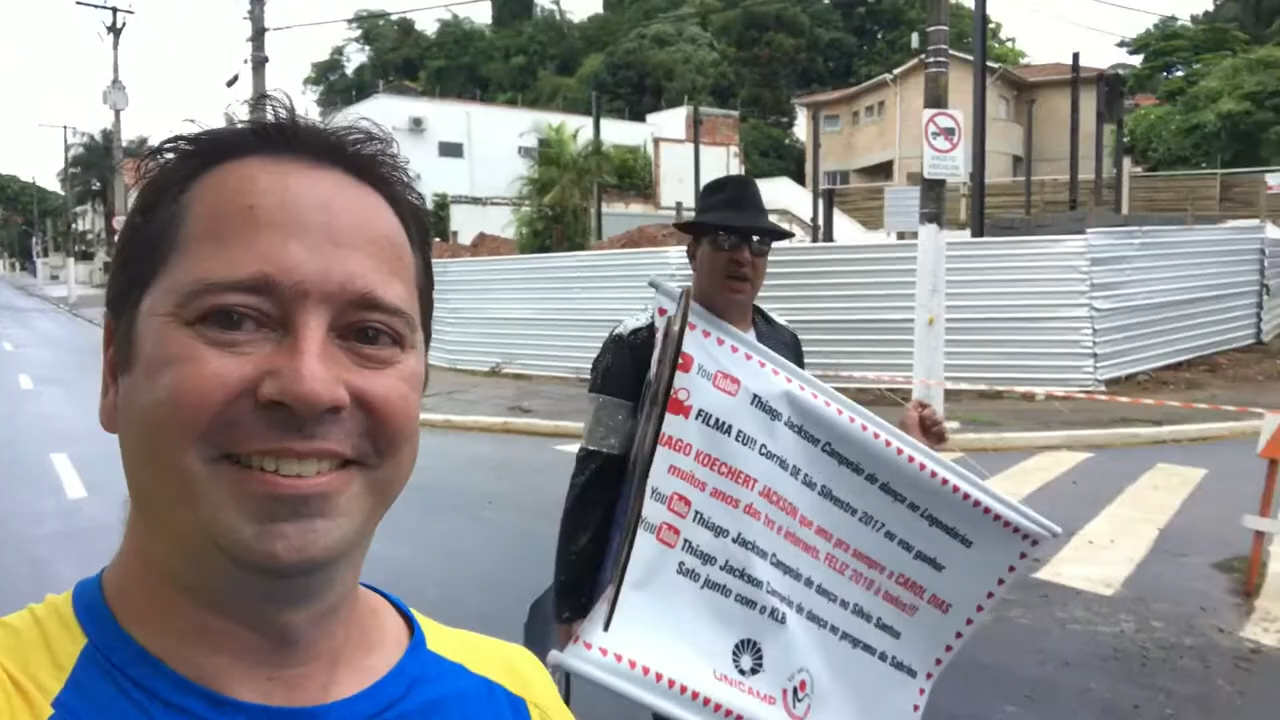 YouTube Thiago Jackson Campeão de dança no Legendários
FILMA EU!! Corrida DE São Silvestre 2017 eu vou ganhar
IAGO KOECHERT JACKSON que ama pra sempre a CAROL DIAS
muitos anos das tvs e internets. FELIZ 2018 à todos!!!
YouTube Thiago Jackson Campeão de dança no Silvio Santos
YouTube Thiago Jackson Campeão de dança no programa da Sabrina
Sato junto com o KLB
UNICAMP